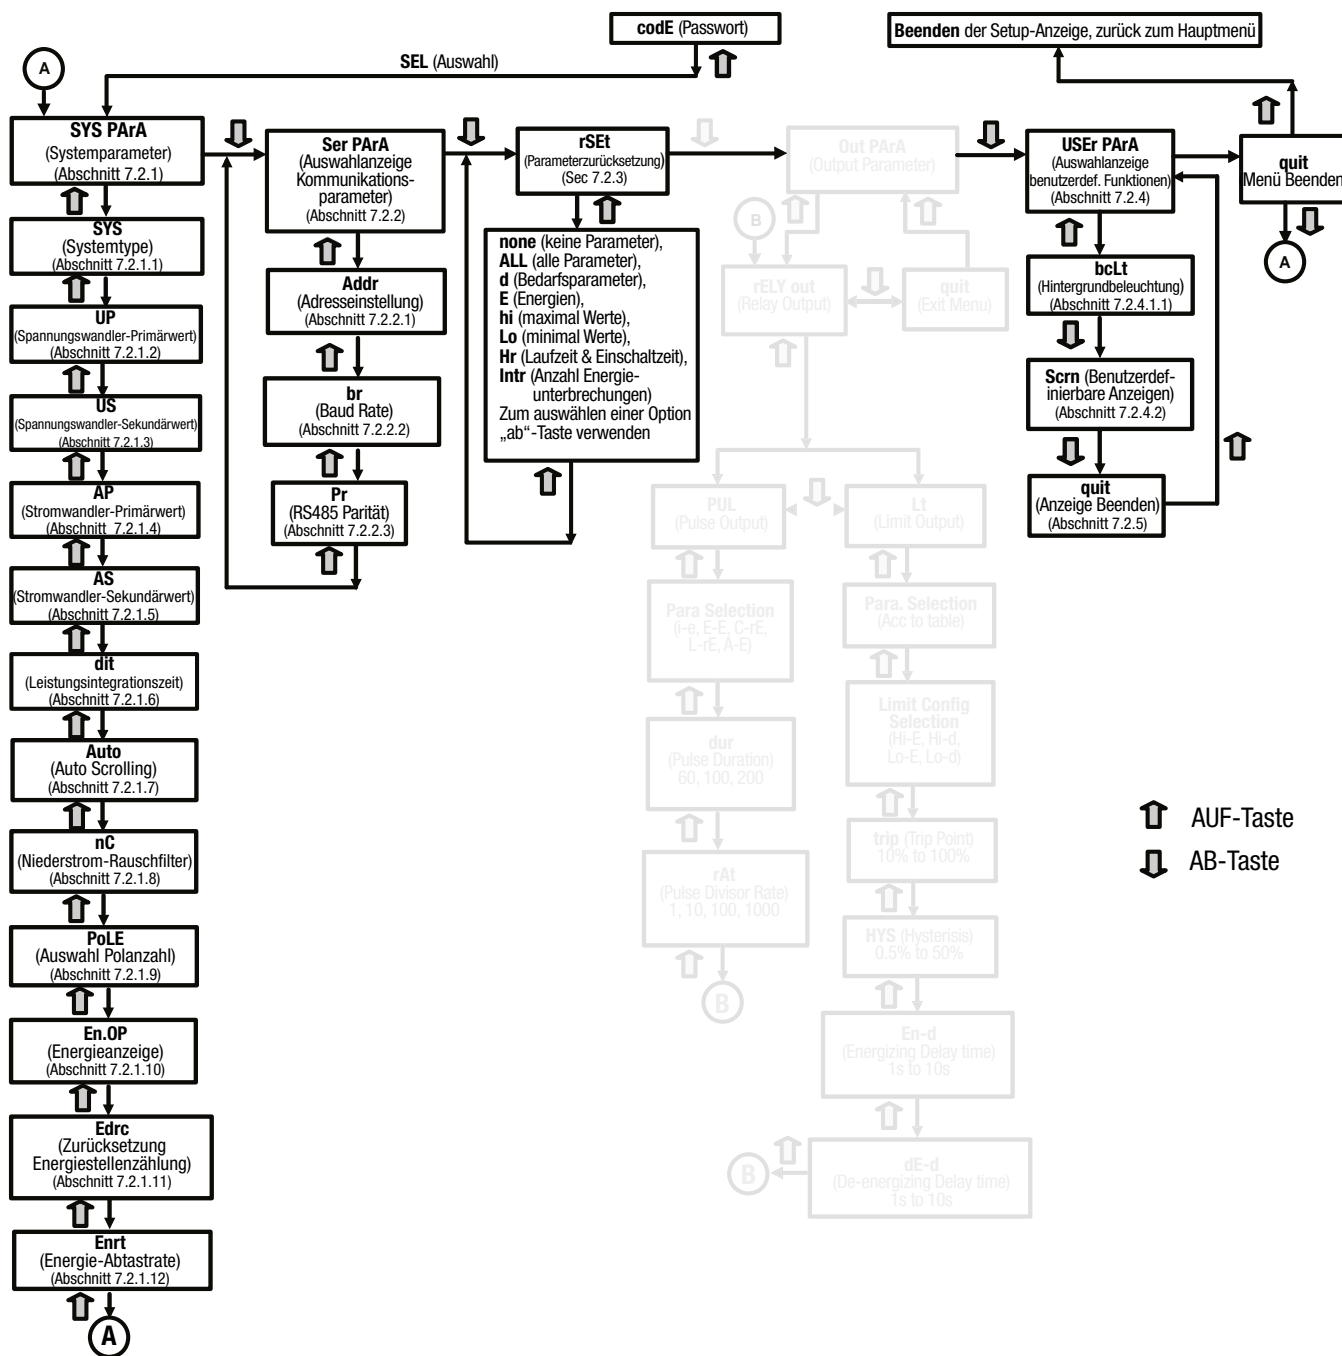 codE (Passwort)
Beenden der Setup-Anzeige, zurück zum Hauptmenü
SEL (Auswahl)
A
SYS PArA
(Systemparameter)
(Abschnitt 7.2.1)
SYS
(Systemtype)
(Abschnitt 7.2.1.1)
UP
(Spannungswandler-Primärwert)
(Abschnitt 7.2.1.2)
US
(Spannungswandler-Sekundärwert)
(Abschnitt 7.2.1.3)
AP
(Stromwandler-Primärwert)
(Abschnitt 7.2.1.4)
AS
(Stromwandler-Sekundärwert)
(Abschnitt 7.2.1.5)
dit
(Leistungsintegrationszeit)
(Abschnitt 7.2.1.6)
Auto
(Auto Scrolling)
(Abschnitt 7.2.1.7)
nC
(Niederstrom-Rauschfilter)
(Abschnitt 7.2.1.8)
PoLE
(Auswahl Polanzahl)
(Abschnitt 7.2.1.9)
En.OP
(Energieanzeige)
(Abschnitt 7.2.1.10)
Edrc
(Zurücksetzung
Energiestellenzählung)
(Abschnitt 7.2.1.11)
Enrt
(Energie-Abtastrate)
(Abschnitt 7.2.1.12)
A
Ser PArA
(Auswahlanzeige
Kommunikations-
parameter)
(Abschnitt 7.2.2)
Addr
(Adresseinstellung)
(Abschnitt 7.2.2.1)
br
(Baud Rate)
(Abschnitt 7.2.2.2)
Pr
(RS485 Parität)
(Abschnitt 7.2.2.3)
rSEt
(Parameterzurücksetzung)
(Sec 7.2.3)
none (keine Parameter),
ALL (alle Parameter),
d (Bedarfsparameter)
E (Energien),
hi (maximal Werte),
Lo (minimal Werte),
Hr (Laufzeit & Einschaltzeit),
Intr (Anzahl Energie-
unterbrechungen)
Zum auswählen einer Option
„ab“-Taste verwenden
Out PArA
(Output Parameter)
B
rELY out
(Relay Output)
quit
(Exit Menu)
PUL
(Pulse Output)
Para Selection
(i-e, E-E, C-rE,
L-rE, A-E)
dur
(Pulse Duration)
60, 100, 200
rAt
(Pulse Divisor Rate)
1, 10, 100, 1000
B
Lt
(Limit Output)
Para. Selection
(Acc to table)
Limit Config
Selection
(Hi-E, Hi-d,
Lo-E, Lo-d)
trip (Trip Point)
10% to 100%
HYS (Hysterisis)
0.5% to 50%
En-d
(Energizing Delay time)
1s to 10s
dE-d
(De-energizing Delay time)
1s to 10s
B
USEr PArA
(Auswahlanzeige
benutzerdef. Funktionen)
(Abschnitt 7.2.4)
bcLt
(Hintergrundbeleuchtung)
(Abschnitt 7.2.4.1.1)
Scrn (Benutzerdef-
inierbare Anzeigen)
(Abschnitt 7.2.4.2)
quit
(Anzeige Beenden)
(Abschnitt 7.2.5)
quit
Menü Beenden
A
AUF-Taste
AB-Taste